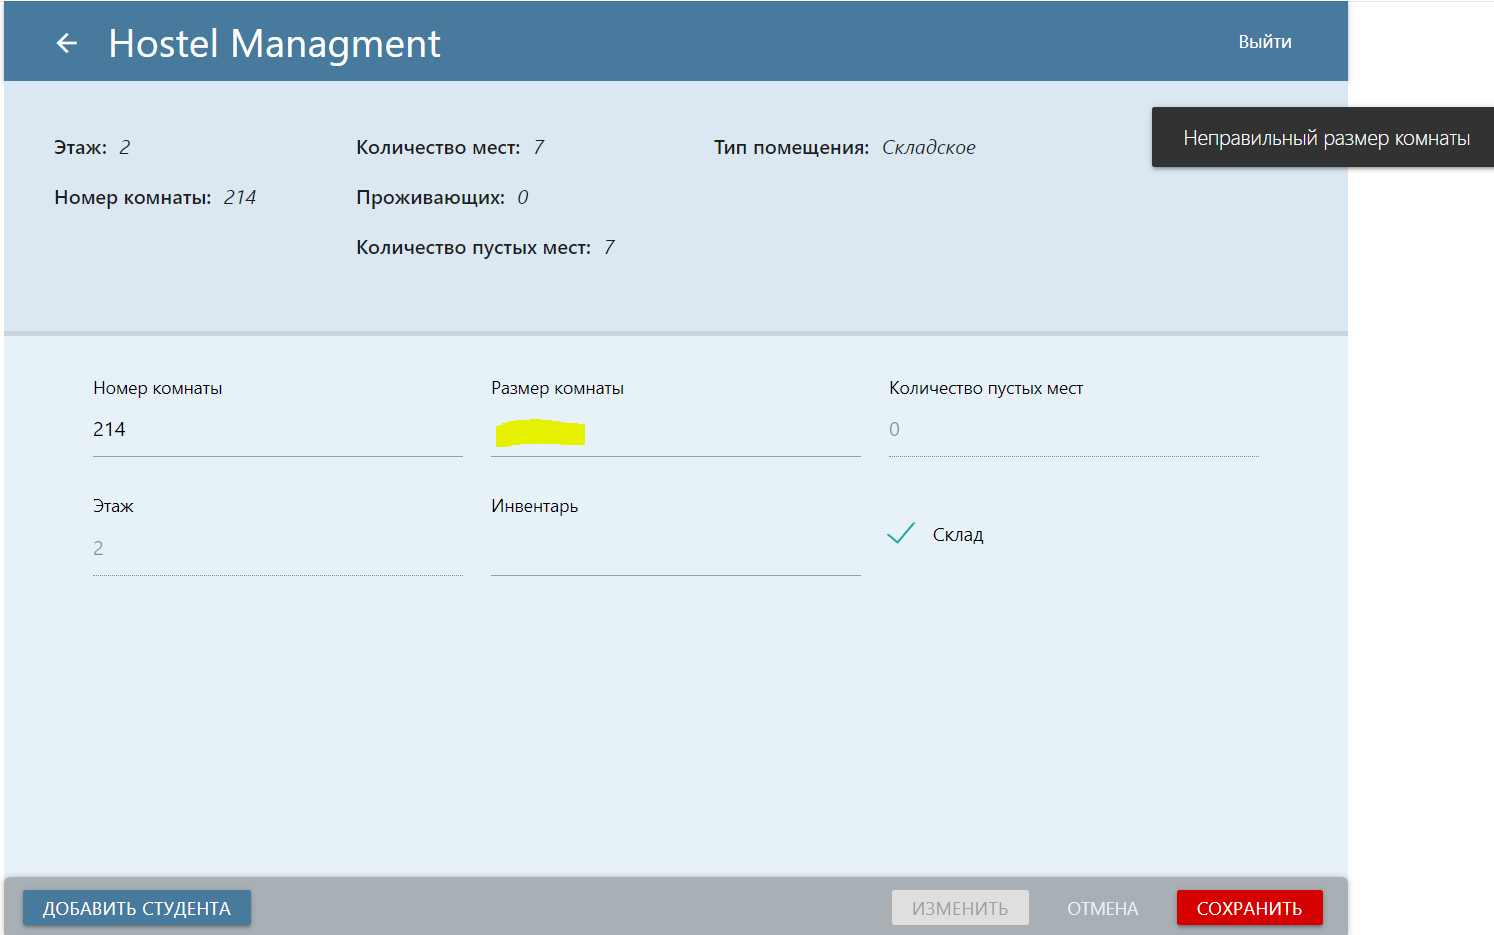 Hostel Managment
Выйти
Неправильный размер комнаты
Этаж: 2
Количество мест: 7
Тип помещения: Складское
Номер комнаты: 214
Проживающих: 0
Количество пустых мест: 7
Номер комнаты
Размер комнаты
Количество пустых мест
214
0
Этаж
Инвентарь
2
Склад
ДОБАВИТЬ СТУДЕНТА
ИЗМЕНИТЬ
ОТМЕНА
СОХРАНИТЬ